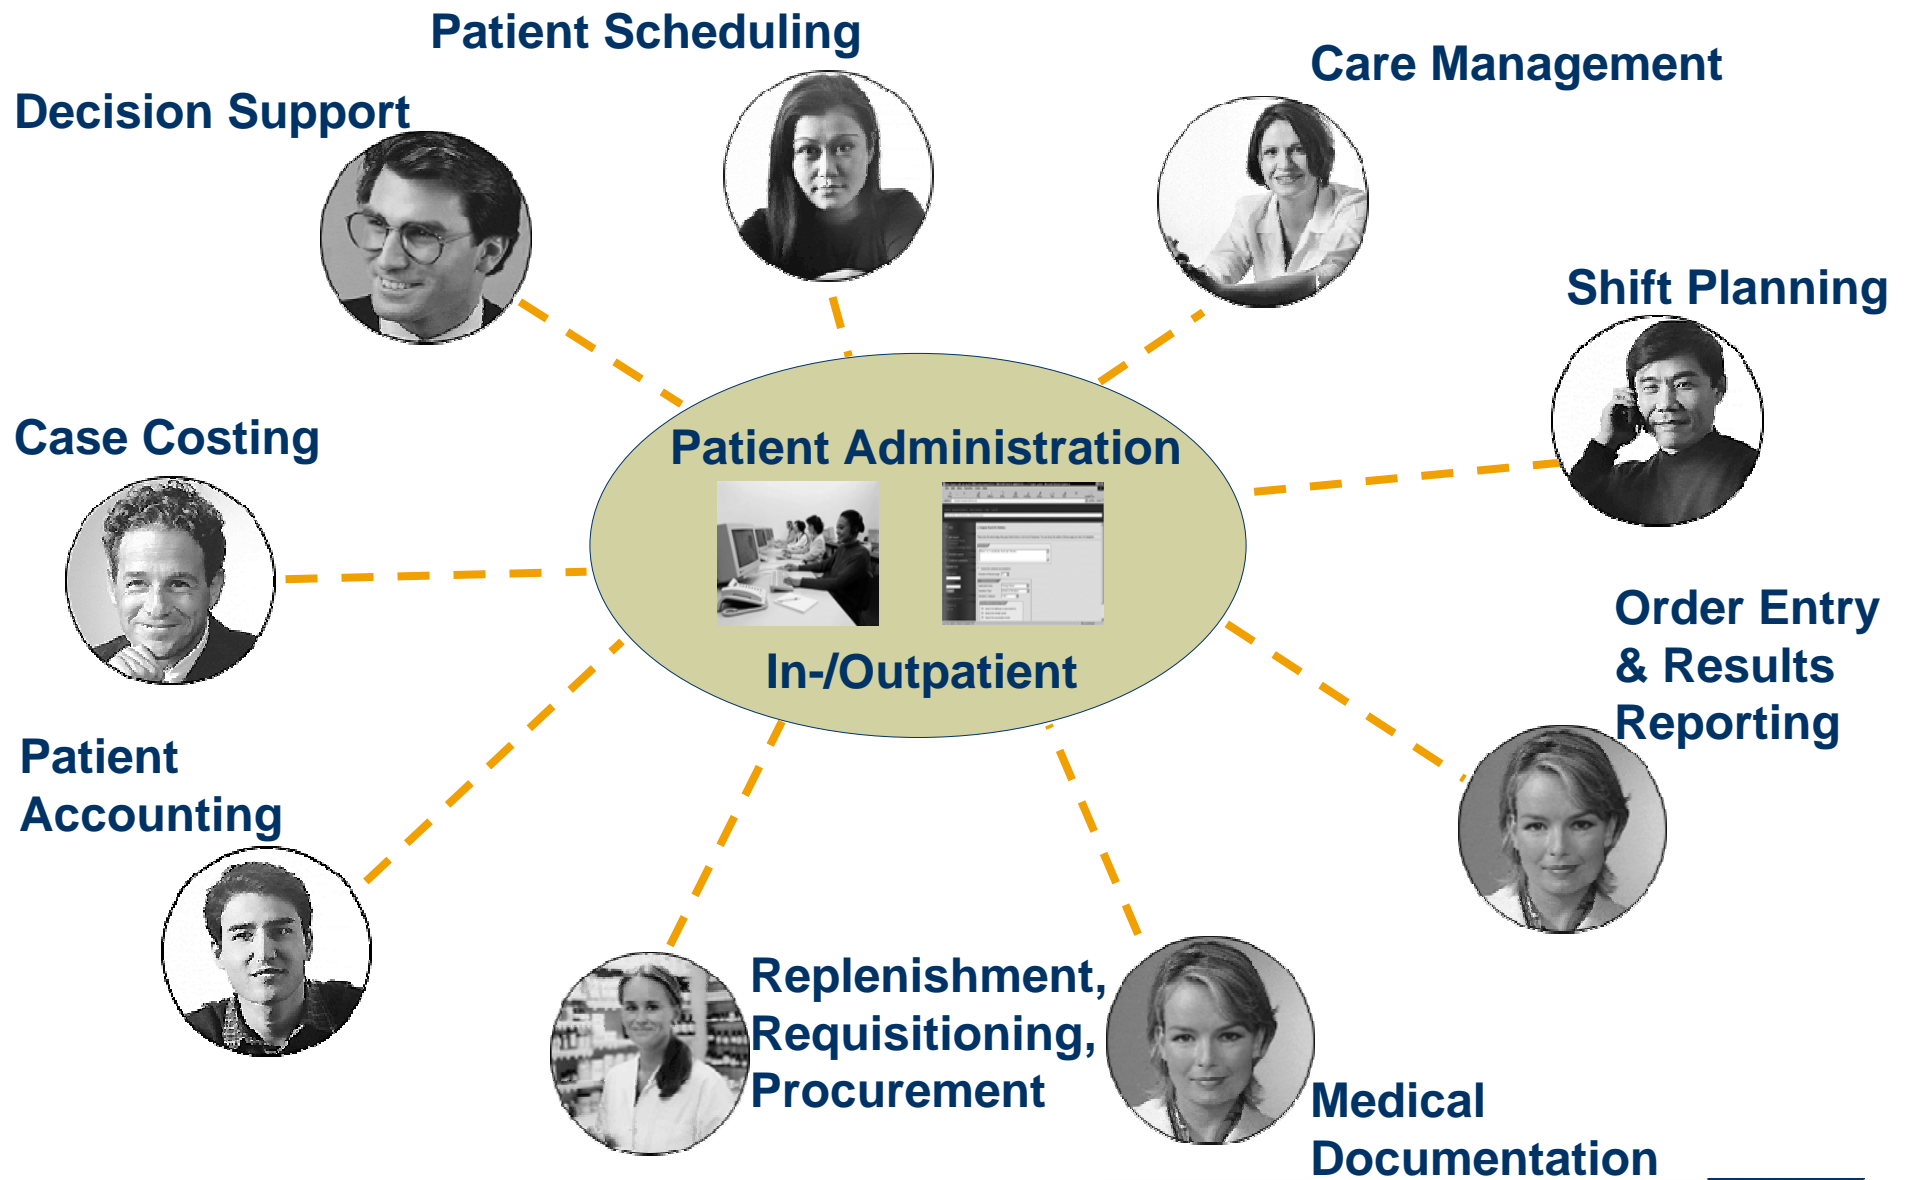 Patient Scheduling
Care Management
Decision Support
Shift Planning
Case Costing
Patient Administration
In-/Outpatient
Order Entry
& Results
Reporting
Patient
Accounting
Replenishment,
Requisitioning,
Procurement
Medical
Documentation